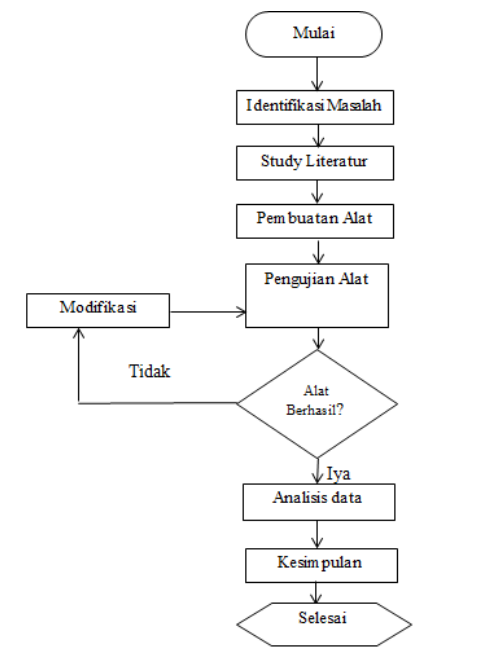 Mulai
Identifikasi Masalah
Study Literatur
Pembuatan Alat
Pengujian Alat
Modifikasi
Tidak
Alat
Berhasil?
Iya
Analisis data
Kesimpulan
Selesai